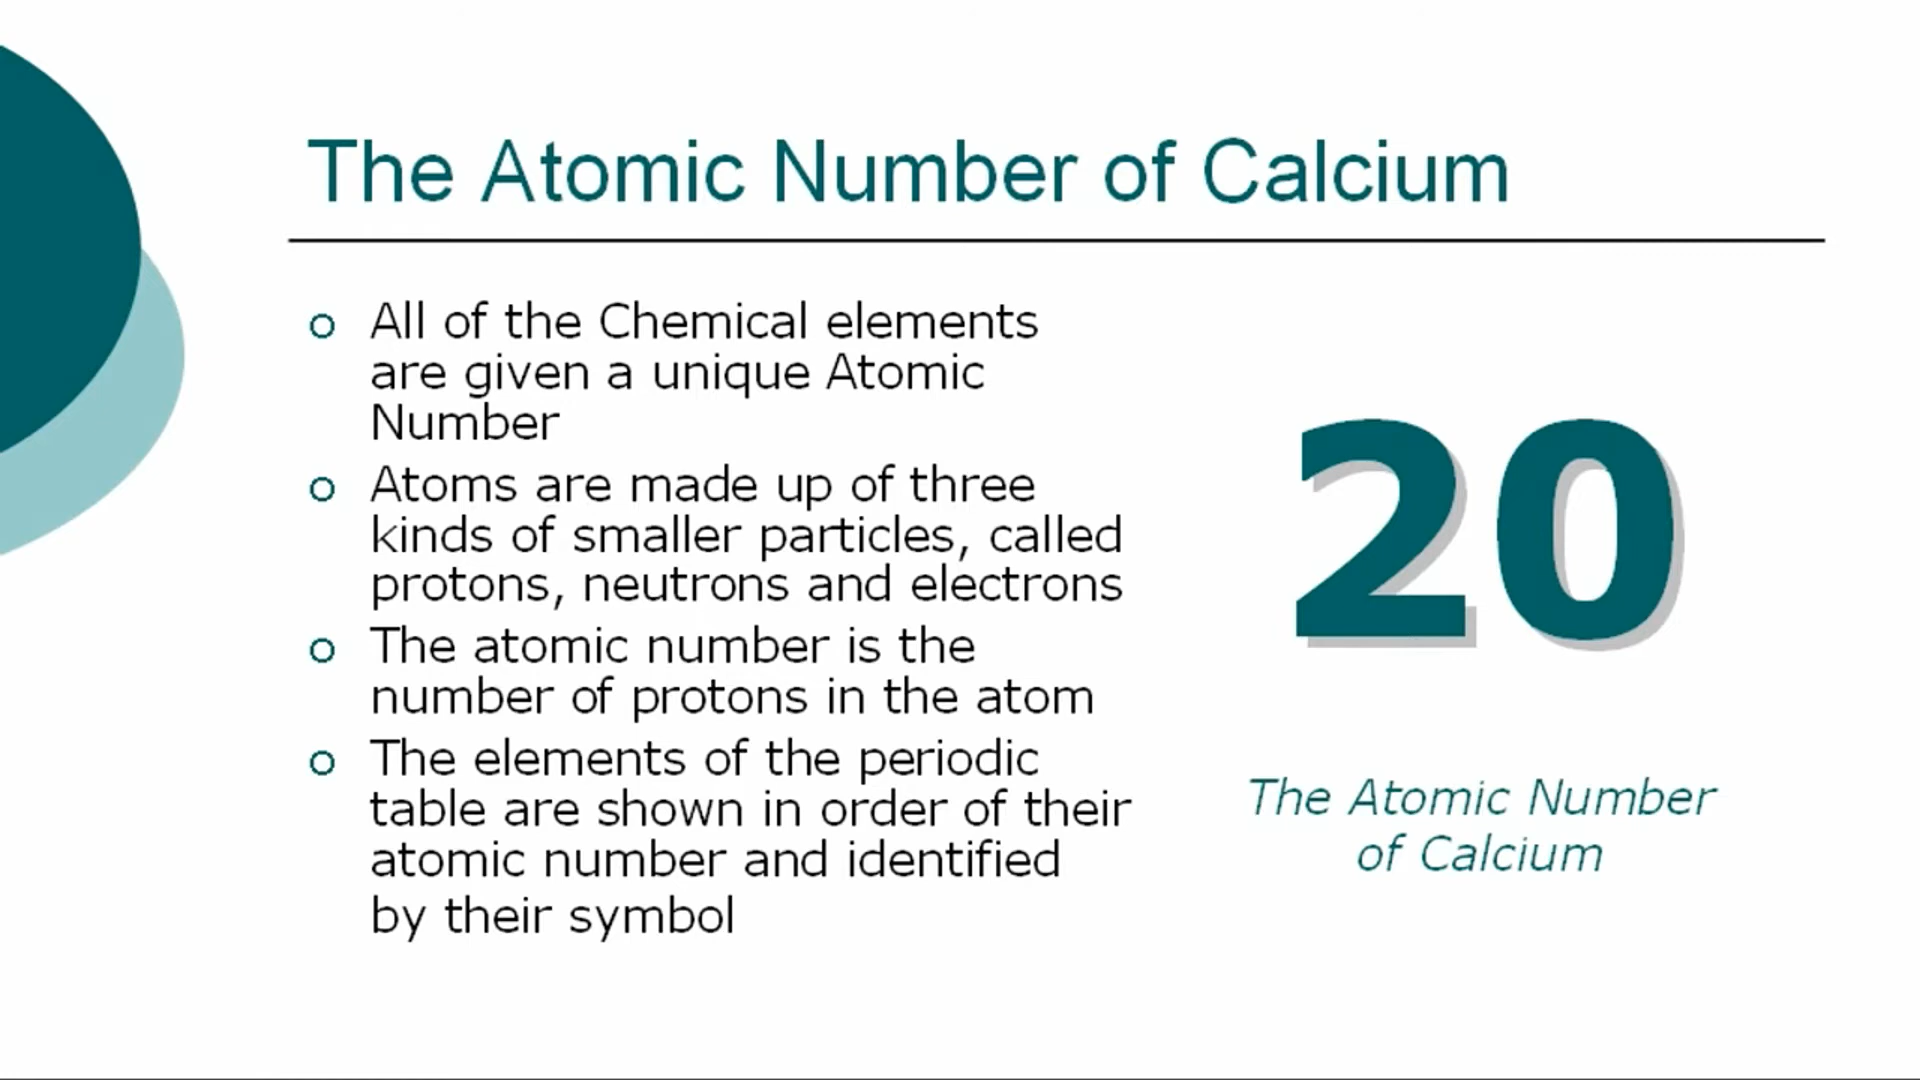 The Atomic Number of Calcium
All of the Chemical elements
are given a unique Atomic
Number
Atoms are made up of three
kinds of smaller particles, called
protons, neutrons and electrons
The atomic number is the
number of protons in the atom
The elements of the periodic
table are shown in order of their
atomic number and identified
by their symbol
20
The Atomic Number
of Calcium